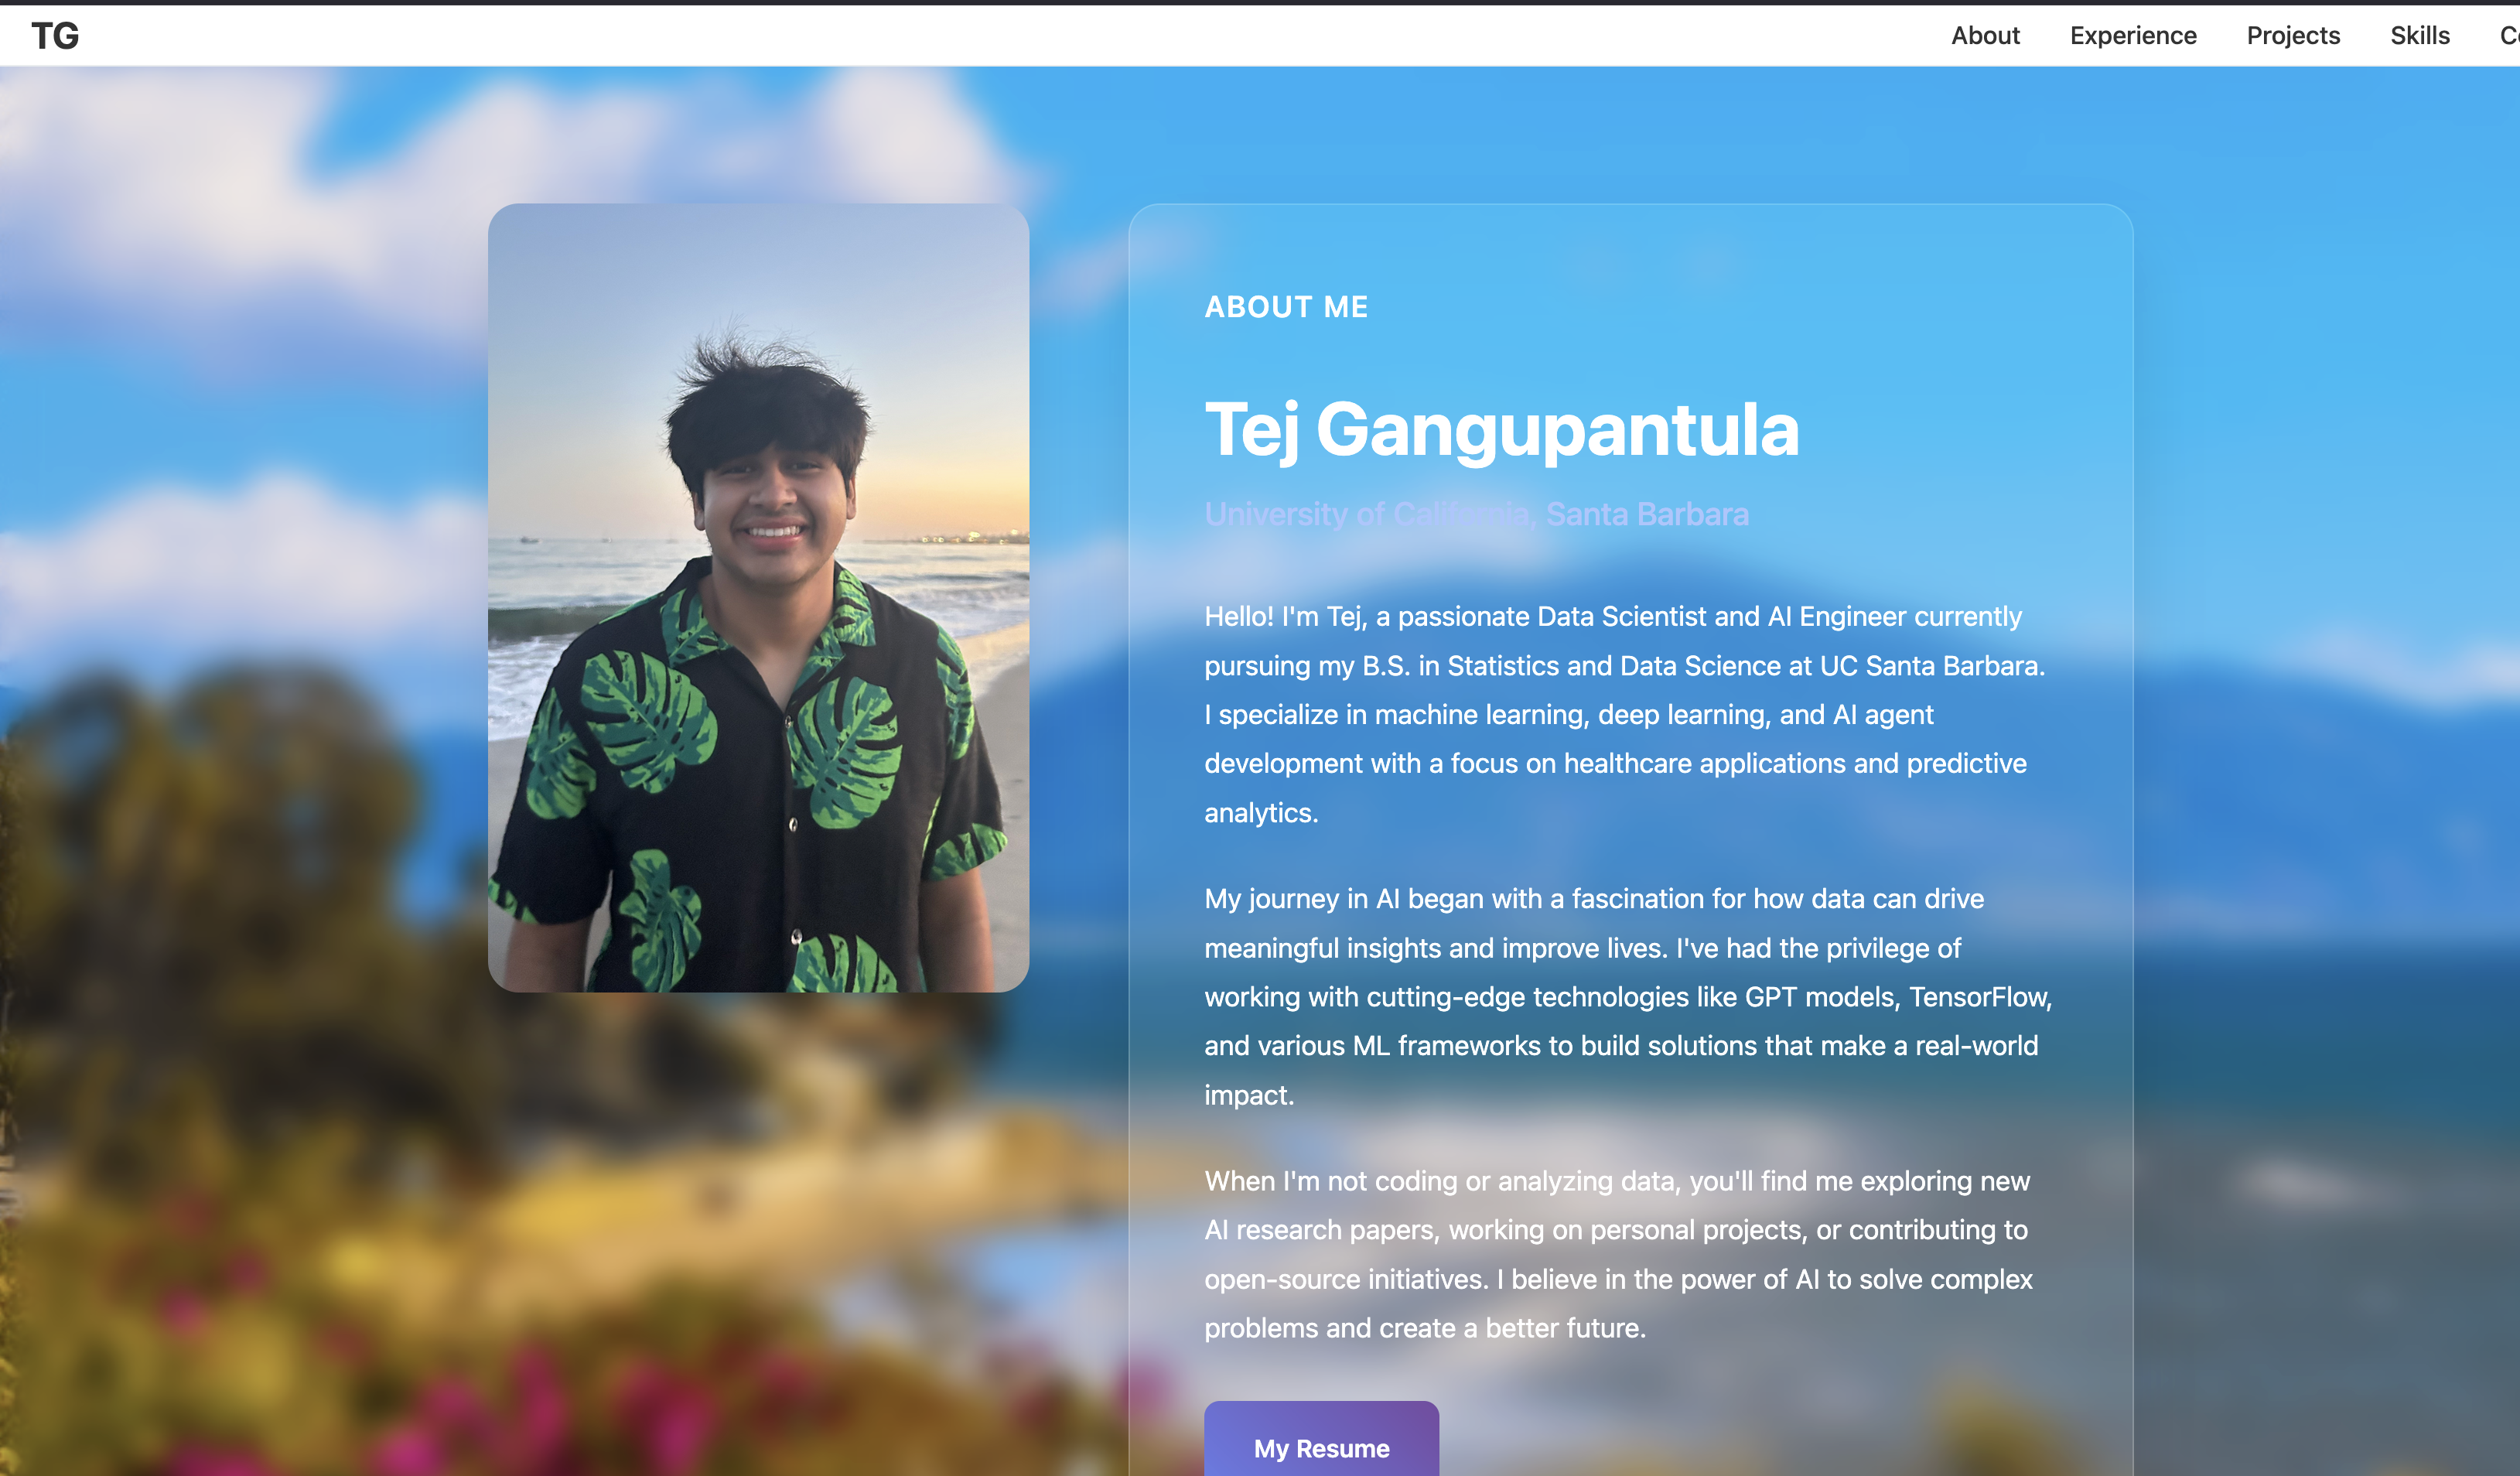 TG
About Experience Projects Skills
ABOUT ME
Tej Gangupantula
University of California, Santa Barbara
Hello! I'm Tej, a passionate Data Scientist and AI Engineer currently
pursuing my B.S. in Statistics and Data Science at UC Santa Barbara.
I specialize in machine learning, deep learning, and AI agent
development with a focus on healthcare applications and predictive
analytics.
My journey in AI began with a fascination for how data can drive
meaningful insights and improve lives. I've had the privilege of
working with cutting-edge technologies like GPT models, TensorFlow,
and various ML frameworks to build solutions that make a real-world
impact.
When I'm not coding or analyzing data, you'll find me exploring new
AI research papers, working on personal projects, or contributing to
open-source initiatives. I believe in the power of AI to solve complex
problems and create a better future.
My Resume